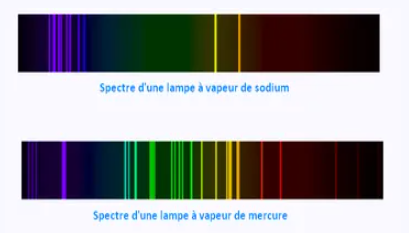 Spectre d'une lampe à vapeur de sodium
Spectre d'une lampe à vapeur de mercure